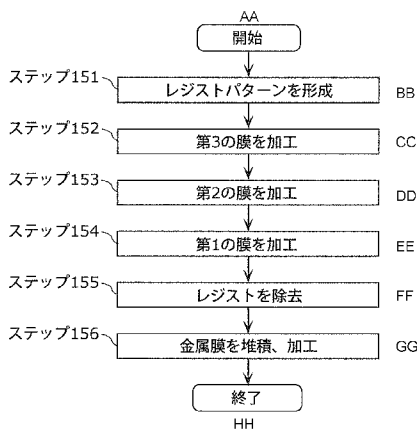 AA
開始
ステップ151
レジストパターンを形成
BB
ステップ152
第3の膜を加工
CC
ステップ153
第2の膜を加工
DD
ステップ154
第1の膜を加工
EE
ステップ155
レジストを除去
FF
ステップ156
金属膜を堆積、加工
GG
終了
HH